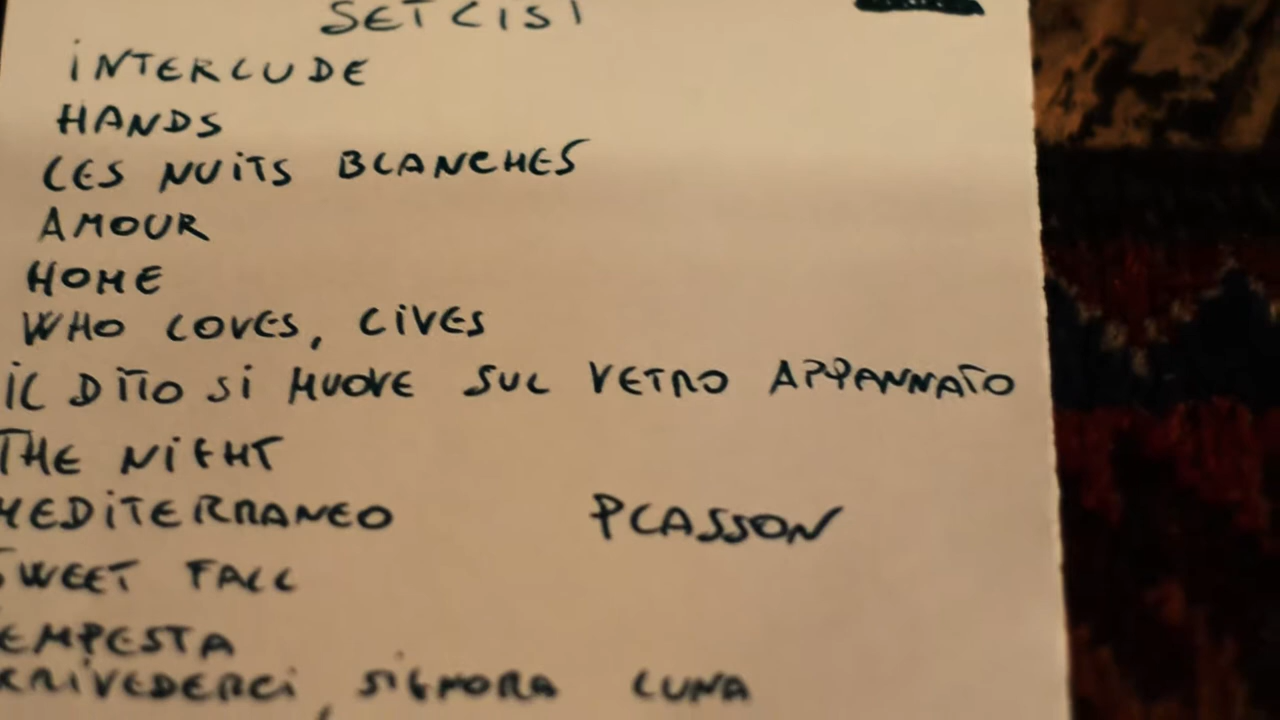 SETLIST
INTERLUDE
HANDS
LES NUITS BLANCHES
AMOUR
HOME
WHO LOVES, LIVES
IL DITO SI MUOVE SUL VETRO APPANNATO
THE NIGHT
MEDITERRANEO PLASSON
SWEET FALL
TEMPESTA
ARRIVEDERCI, SIGNORA LUNA